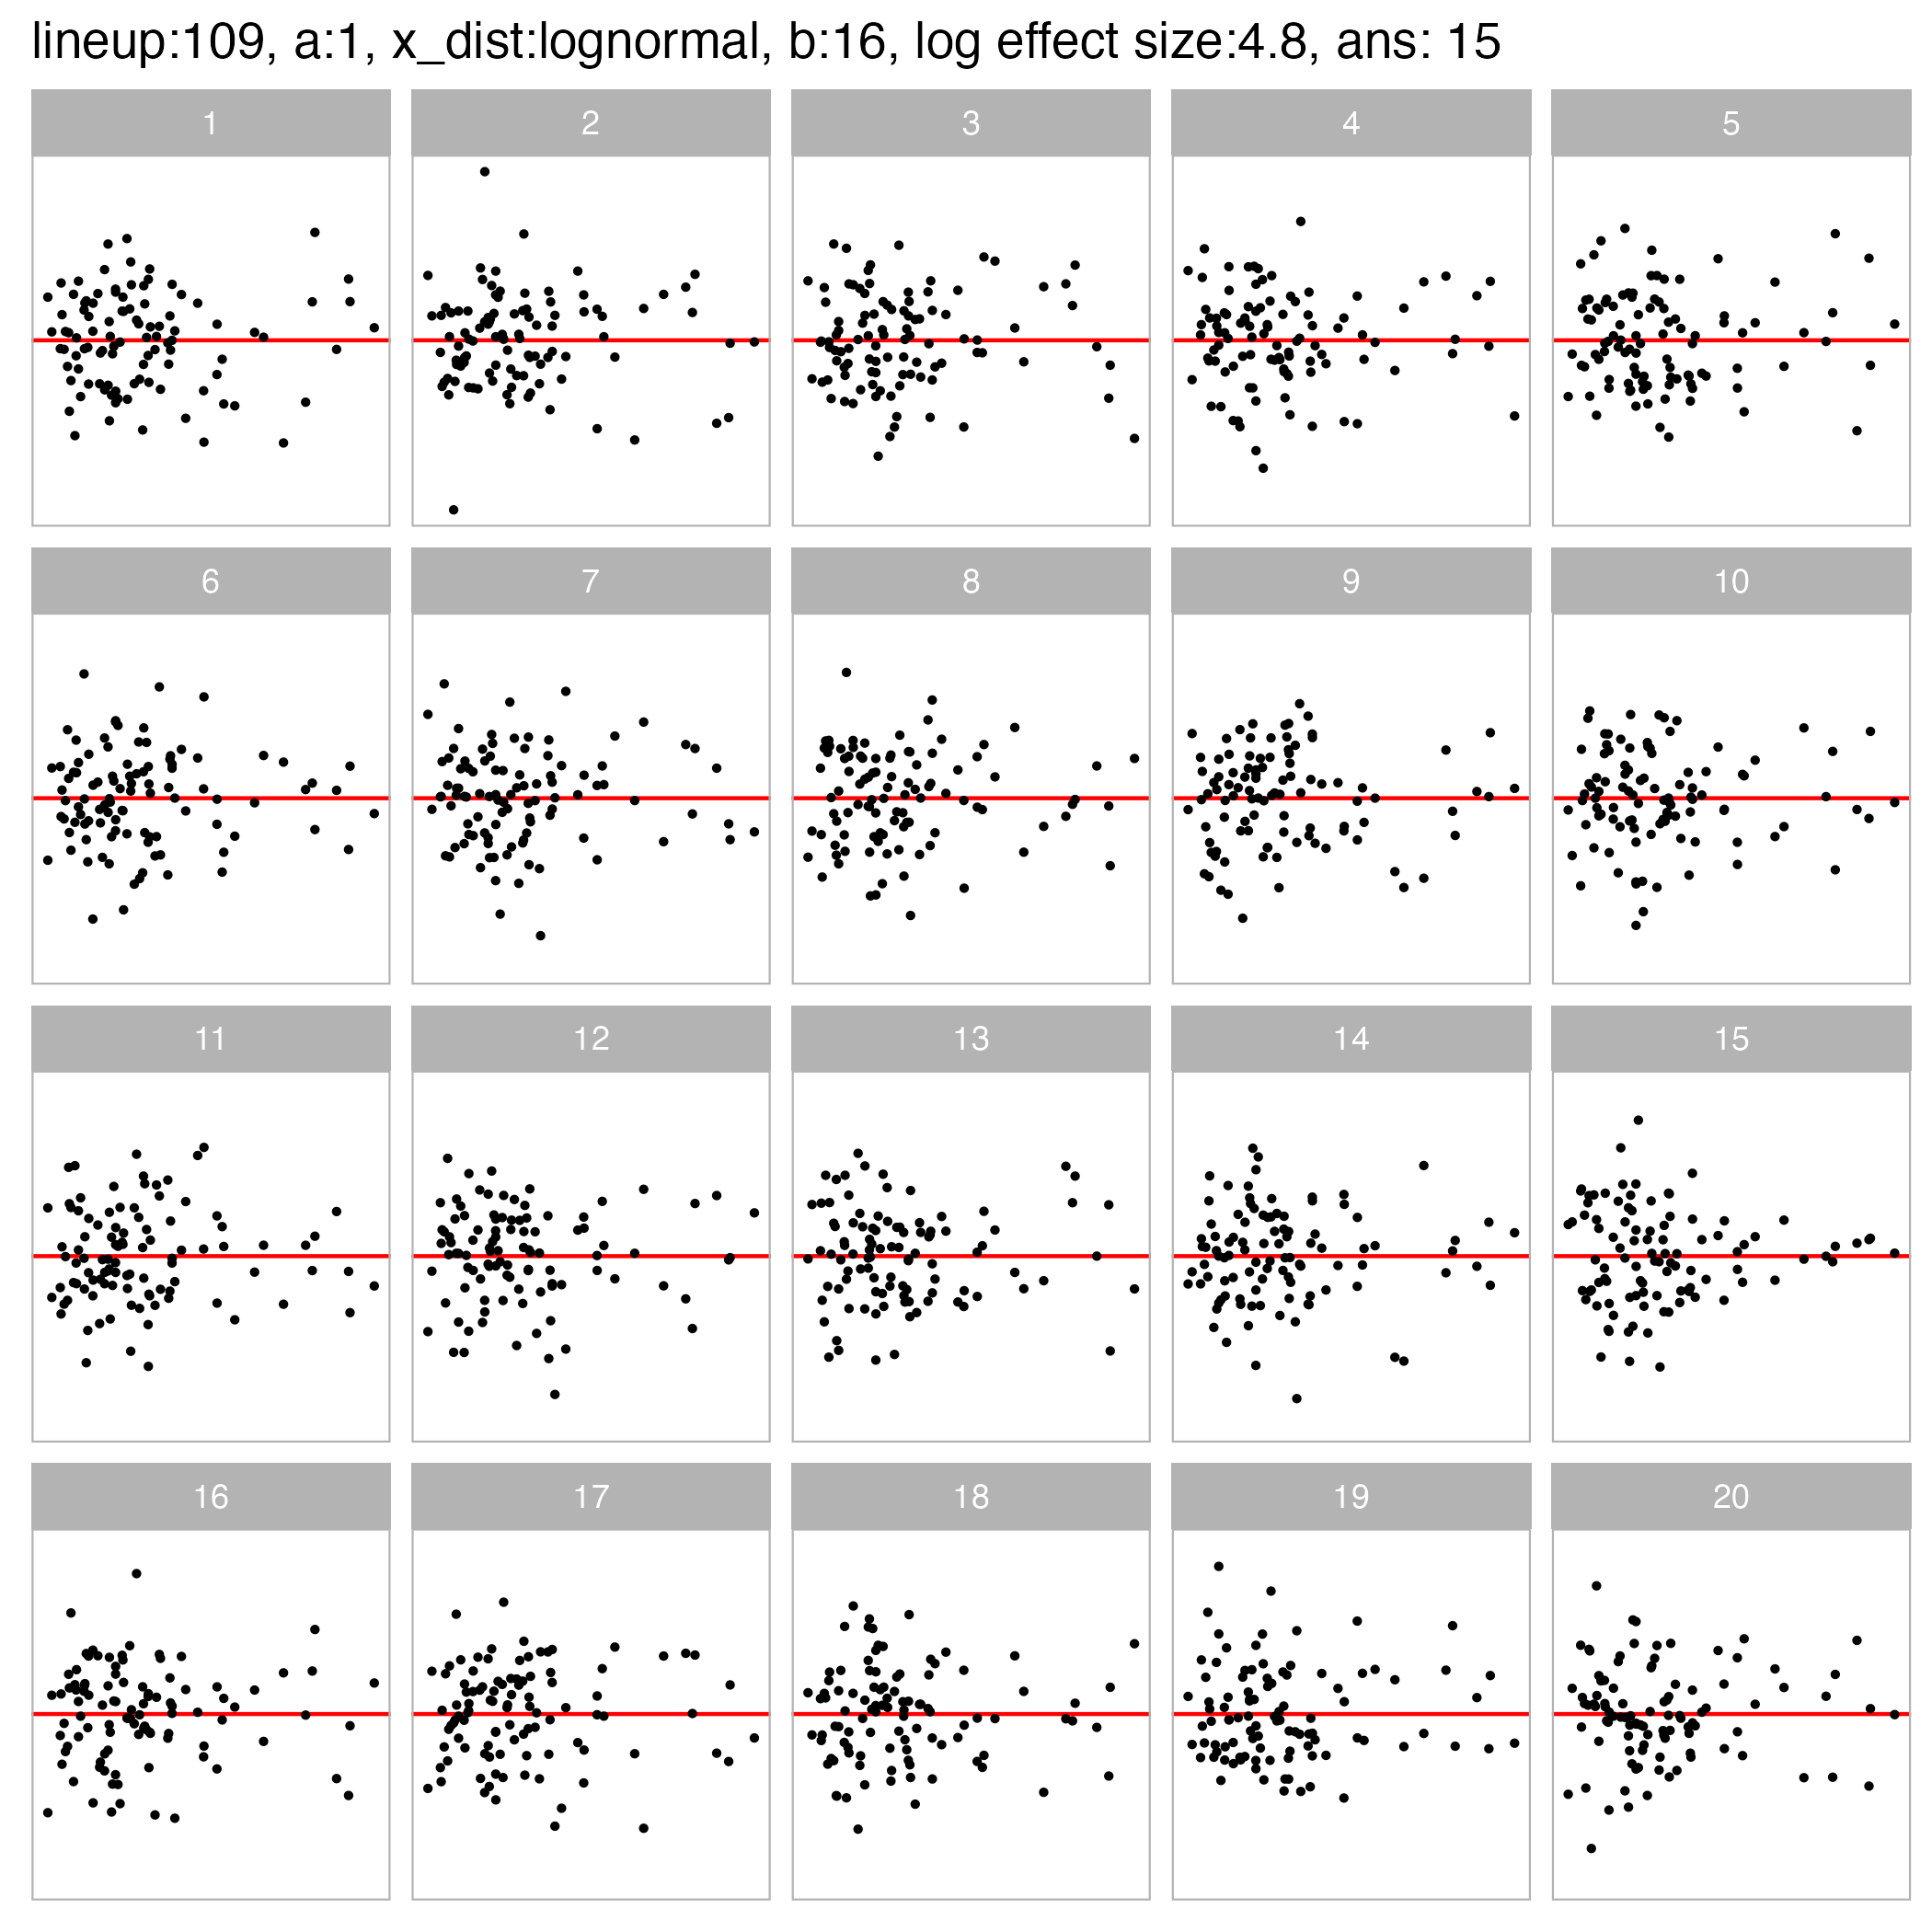 lineup:109, a:1, x_dist:lognormal, b:16, log effect size:4.8, ans: 15
1 2 3 4 5
6 7 8 9 10
11 12 13 14 15
16 17 18 19 20